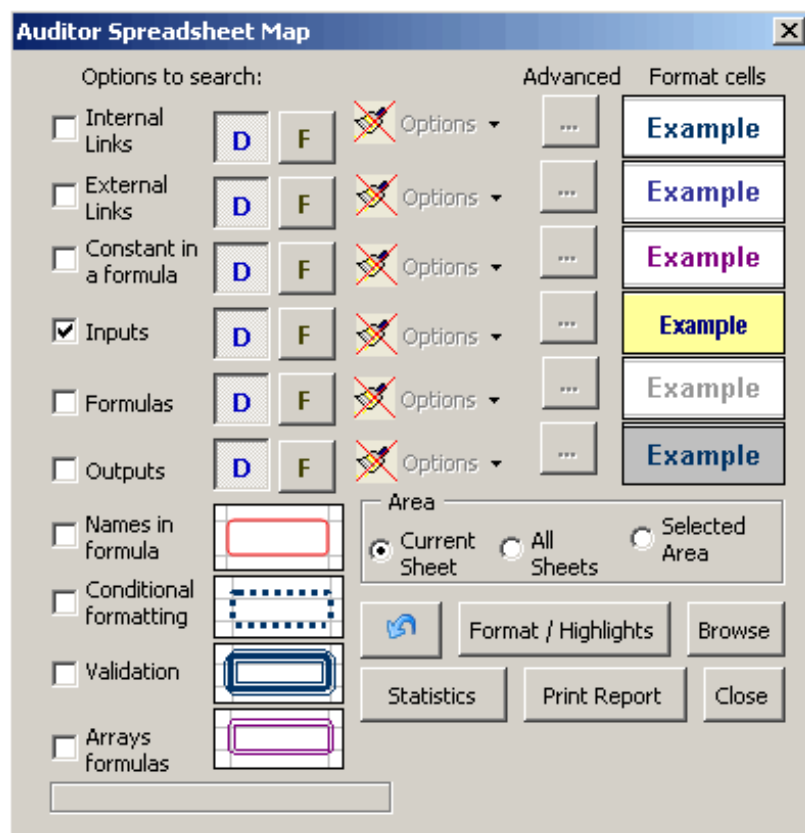 Auditor Spreadsheet Map
Options to search:
Advanced
Format cells
Internal
Links
D
F
Options
...
Example
External
Links
D
F
Options
...
Example
Constant in
a formula
D
F
Options
...
Example
Inputs
D
F
Options
...
Example
Formulas
D
F
Options
...
Example
Outputs
D
F
Options
...
Example
Names in
formula
Area
Current
Sheet
All
Sheets
Selected
Area
Conditional
formatting
Format / Highlights
Browse
Validation
Statistics
Print Report
Close
Arrays
formulas